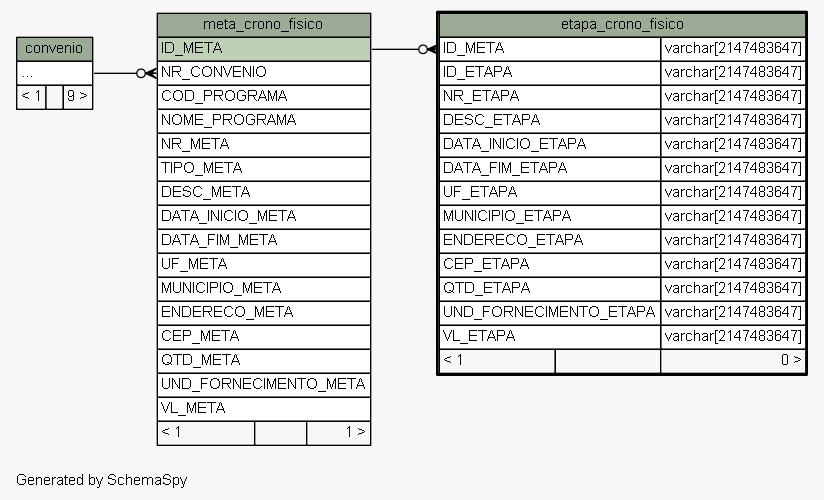 convenio
...
< 1 9 >
meta_crono_fisico
ID_META
NR_CONVENIO
COD_PROGRAMA
NOME_PROGRAMA
NR_META
TIPO_META
DESC_META
DATA_INICIO_META
DATA_FIM_META
UF_META
MUNICIPIO_META
ENDERECO_META
CEP_META
QTD_META
UND_FORNECIMENTO_META
VL_META
< 1 1 >
etapa_crono_fisico
ID_META varchar[2147483647]
ID_ETAPA varchar[2147483647]
NR_ETAPA varchar[2147483647]
DESC_ETAPA varchar[2147483647]
DATA_INICIO_ETAPA varchar[2147483647]
DATA_FIM_ETAPA varchar[2147483647]
UF_ETAPA varchar[2147483647]
MUNICIPIO_ETAPA varchar[2147483647]
ENDERECO_ETAPA varchar[2147483647]
CEP_ETAPA varchar[2147483647]
QTD_ETAPA varchar[2147483647]
UND_FORNECIMENTO_ETAPA varchar[2147483647]
VL_ETAPA varchar[2147483647]
< 1 0 >
Generated by SchemaSpy